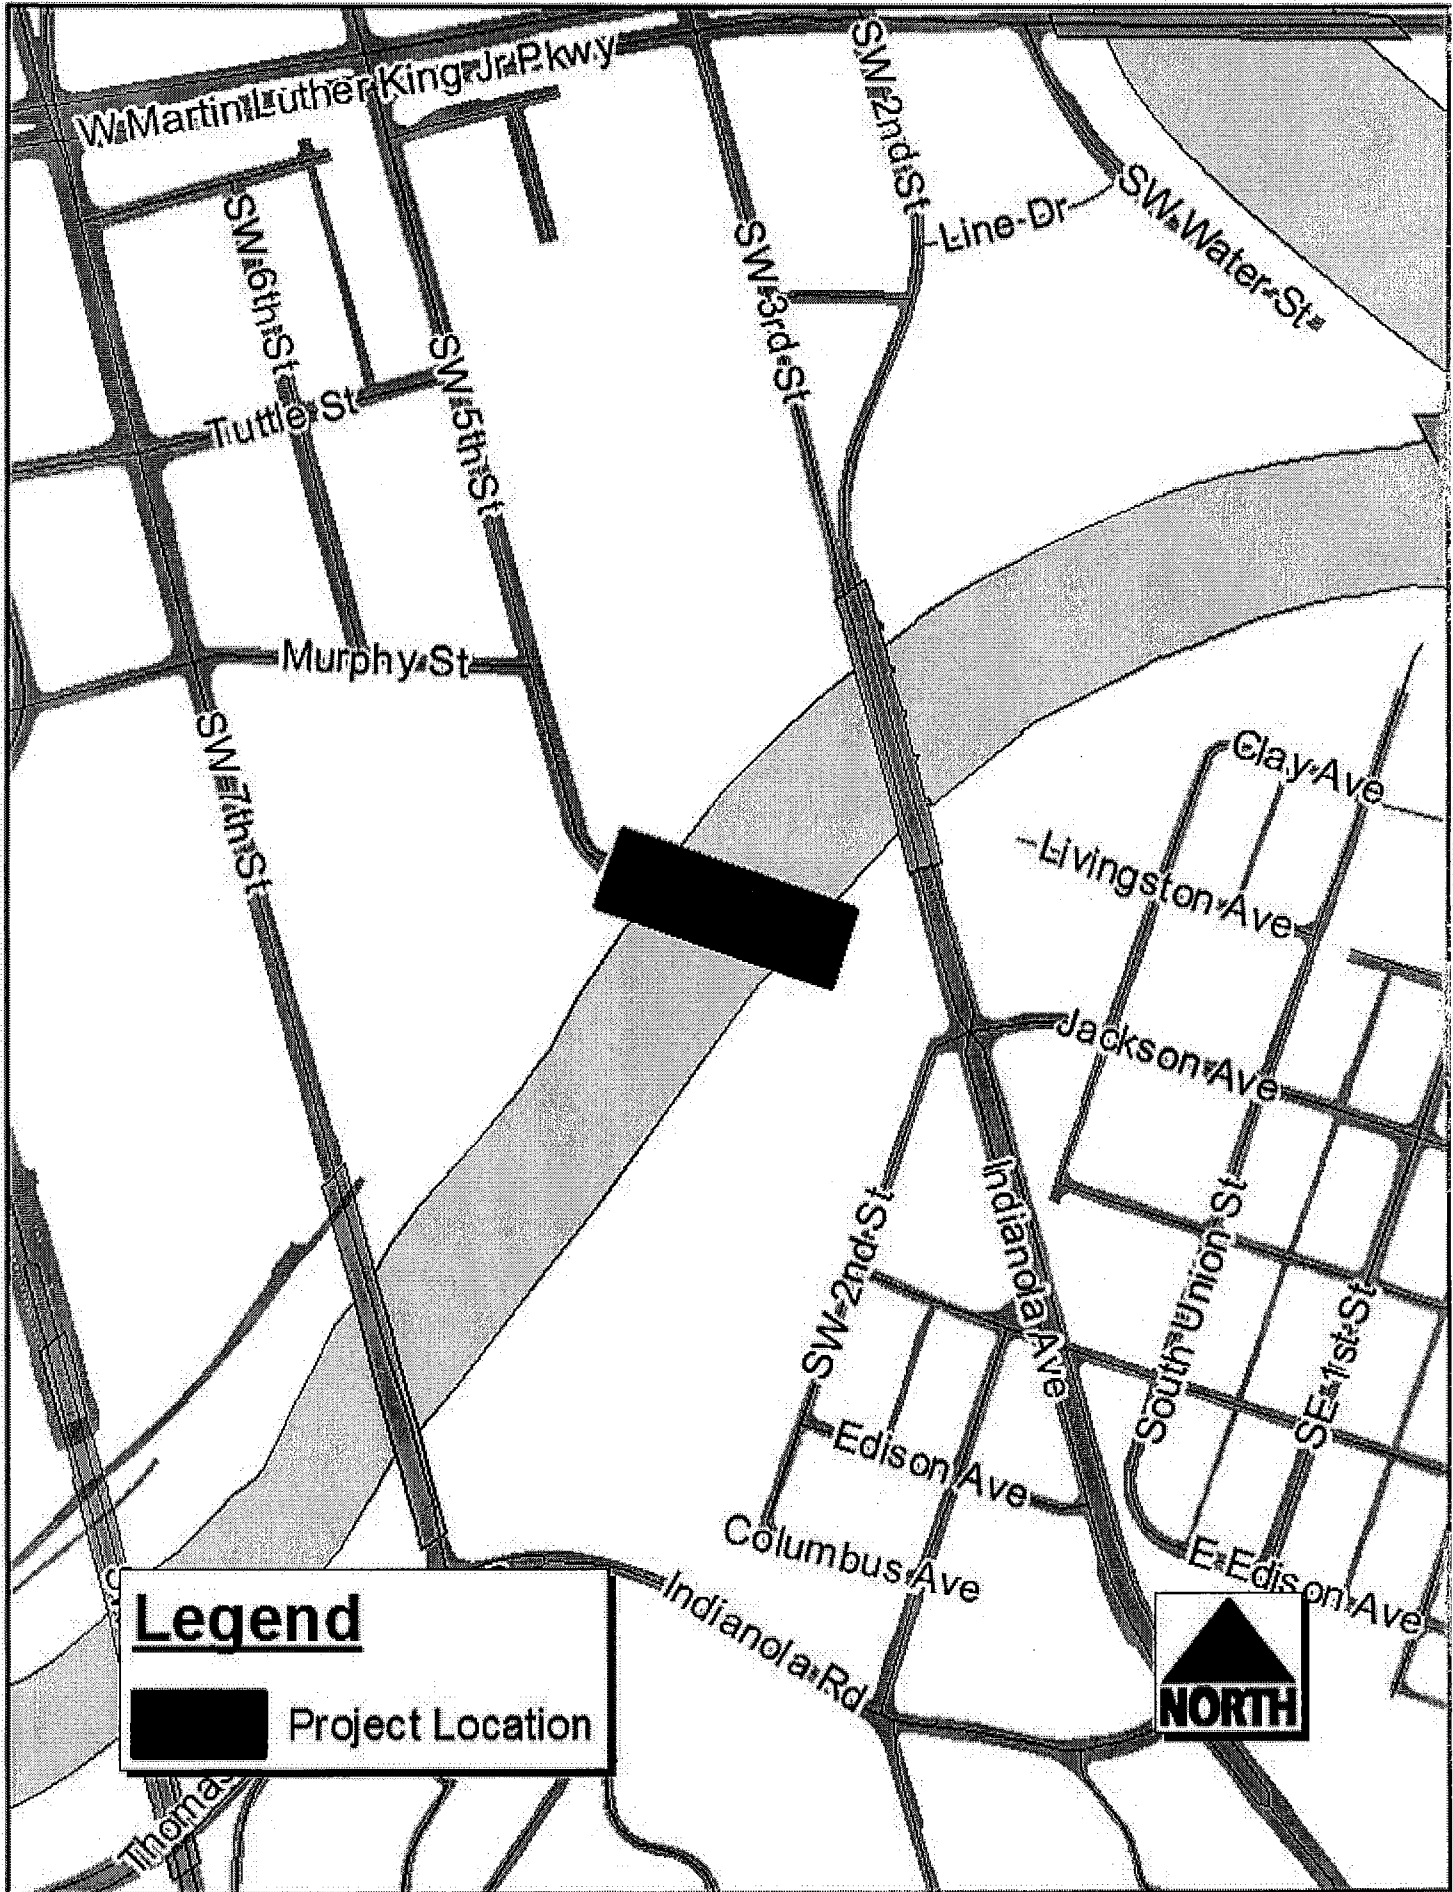 W Martin Luther King Jr Pkwy
SW 2nd St
Line Dr
SW Water St
SW 6th St
SW 3rd St
SW 5th St
Tuttle St
Murphy St
SW 7th St
Clay Ave
Livingston Ave
Jackson Ave
SW 2nd St
Indianola Ave
South Union St
SE 1st St
Edison Ave
Columbus Ave
E Edison Ave
Indianola Rd
Legend
Project Location
NORTH
Thomas